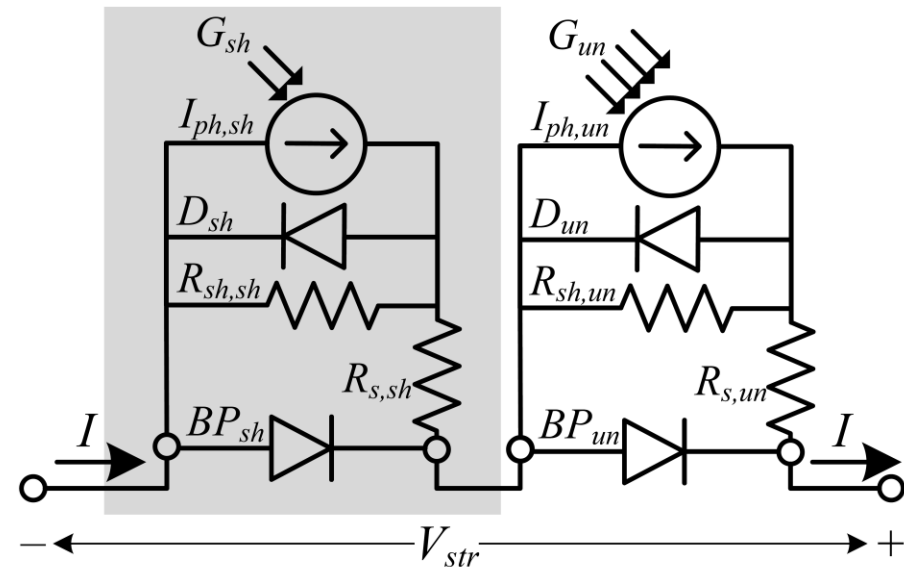 G_sh
G_un
I_ph,sh
I_ph,un
D_sh
D_un
R_sh,sh
R_sh,un
R_s,sh
R_s,un
I
BP_sh
BP_un
I
− V_str +